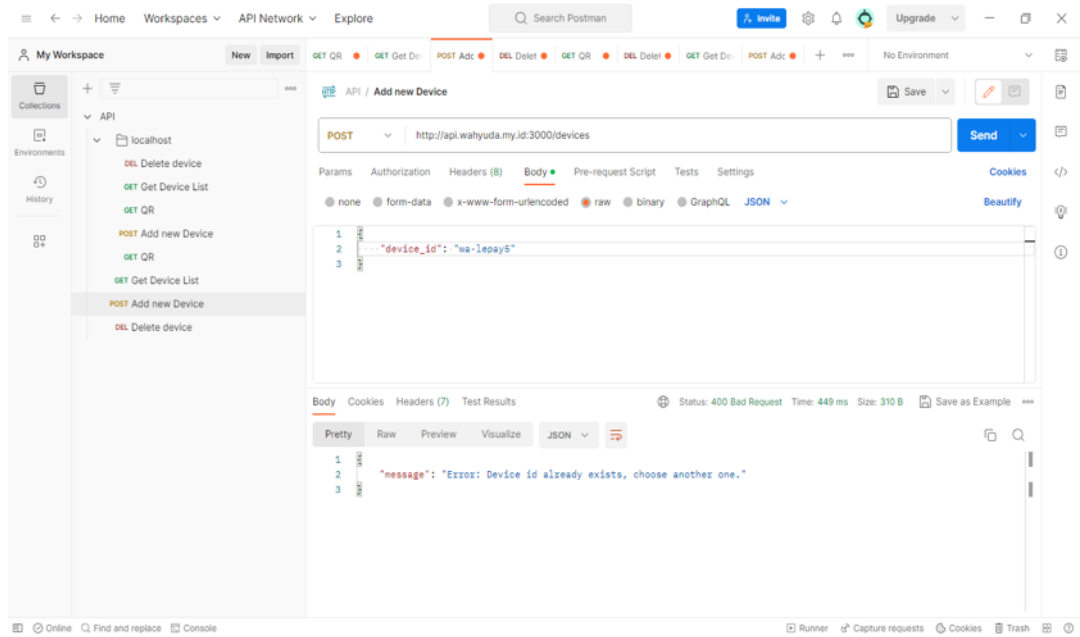 Home Workspaces API Network Explore Search Postman Invite Upgrade
My Workspace New Import GET QR GET Get De POST Adc DEL Delet GET QR DEL Delet GET Get De POST Adc No Environment
Collections
Environments
History
API
localhost
DEL Delete device
GET Get Device List
GET QR
POST Add new Device
GET QR
GET Get Device List
POST Add new Device
DEL Delete device
HTTP API / Add new Device Save
POST http://api.wahyuda.my.id:3000/devices Send
Params Authorization Headers (8) Body Pre-request Script Tests Settings Cookies
none form-data x-www-form-urlencoded raw binary GraphQL JSON Beautify
1
2 "device_id": "wa-lepay5"
3
Body Cookies Headers (7) Test Results Status: 400 Bad Request Time: 449 ms Size: 310 B Save as Example
Pretty Raw Preview Visualize JSON
1
2 "message": "Error: Device id already exists, choose another one."
3
Online Find and replace Console Runner Capture requests Cookies Trash